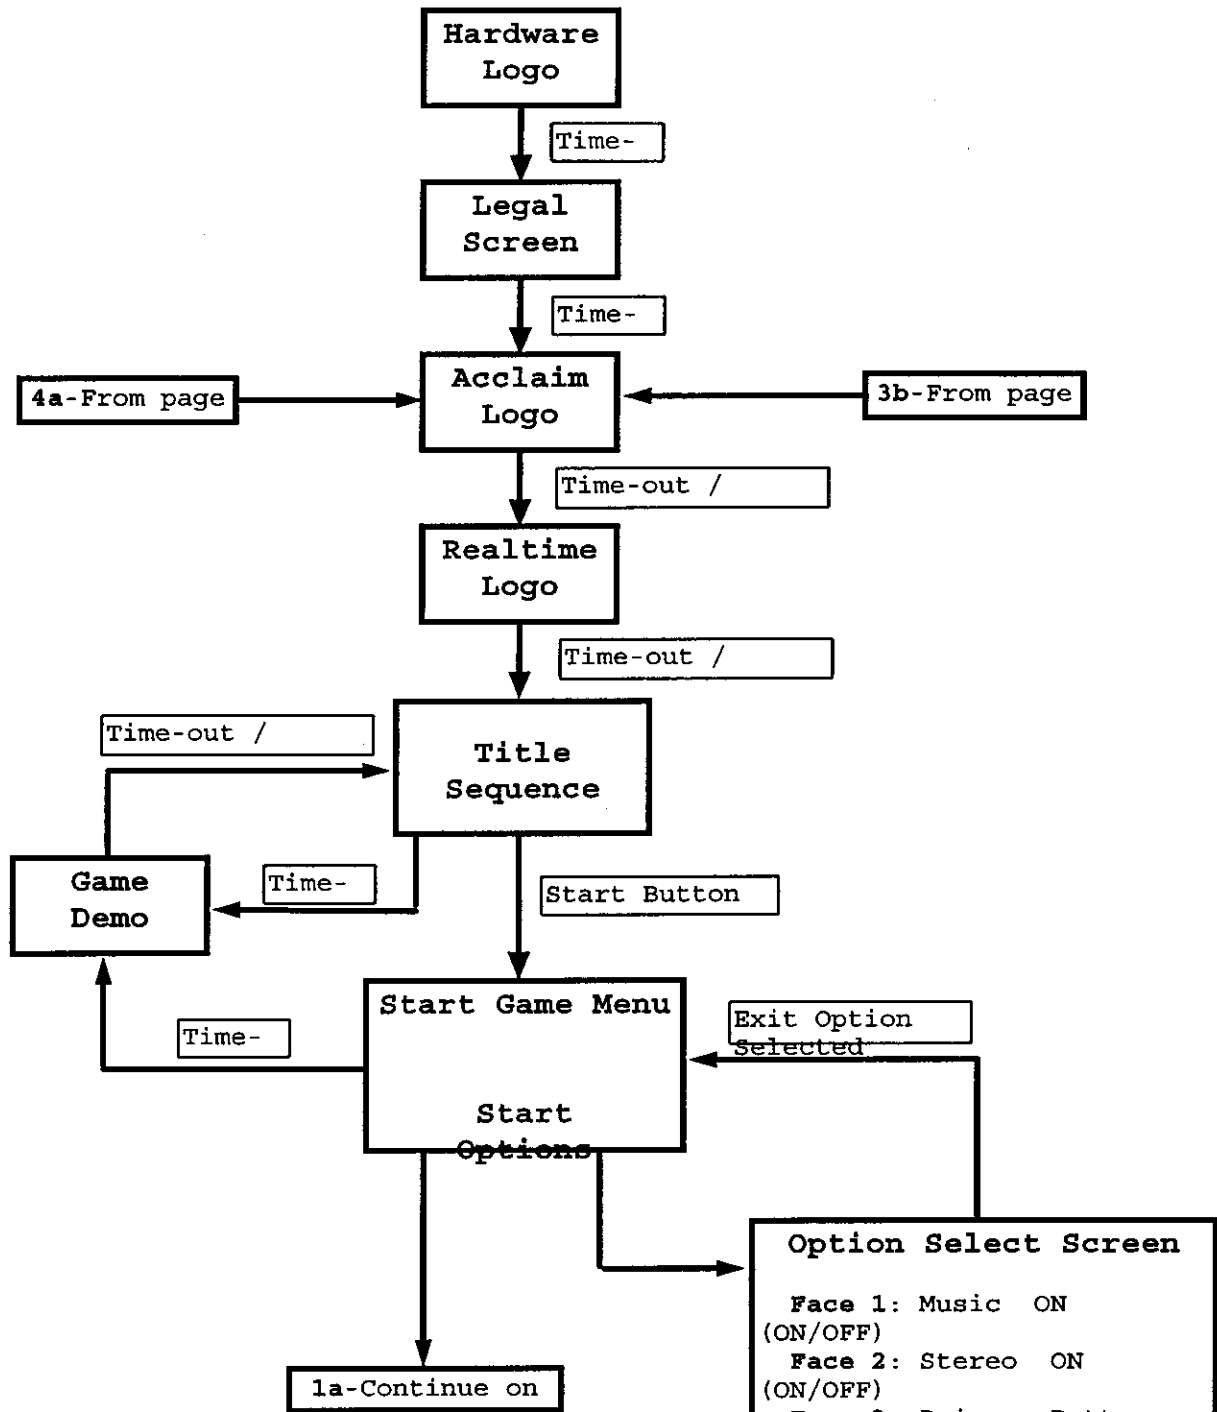 Hardware
Logo
Time-
Legal
Screen
Time-
4a-From page
Acclaim
Logo
3b-From page
Time-out /
Realtime
Logo
Time-out /
Time-out /
Title
Sequence
Game
Demo
Time-
Start Button
Start Game Menu
Time-
Exit Option
Selected
Start
Options
Option Select Screen
Face 1: Music ON
(ON/OFF)
Face 2: Stereo ON
(ON/OFF)
1a-Continue on